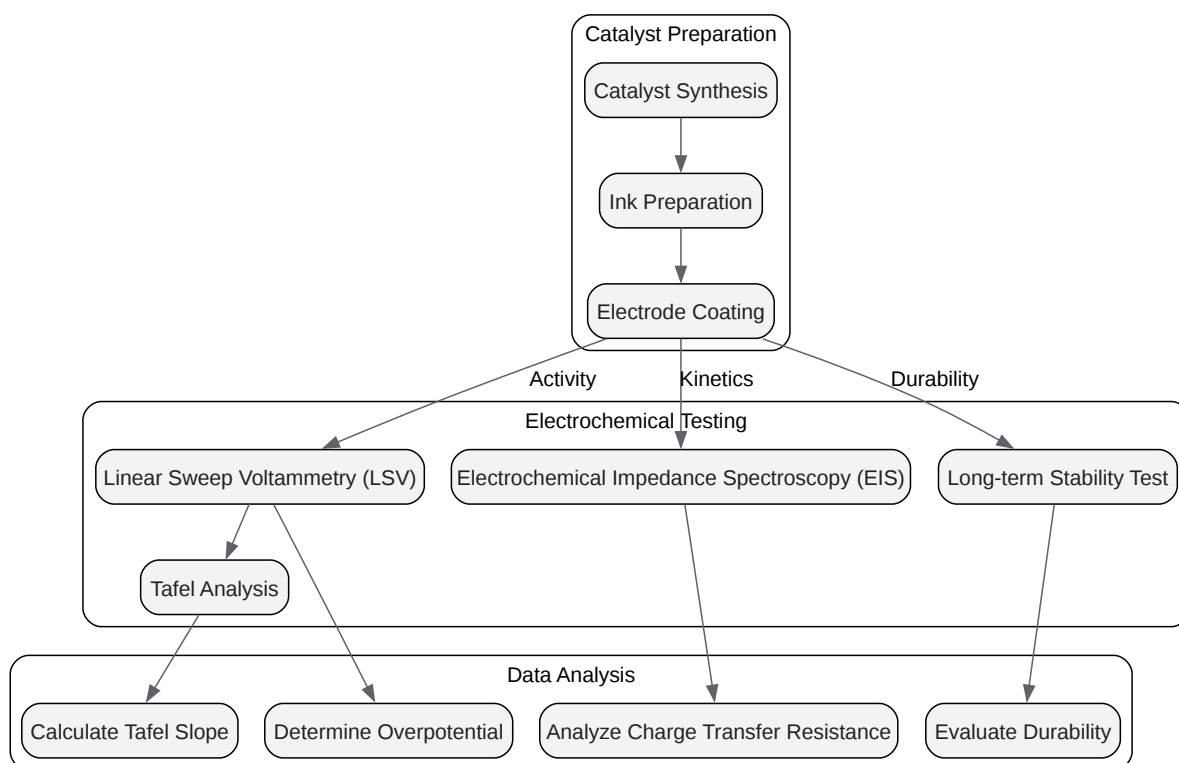 Catalyst Preparation
Catalyst Synthesis
Ink Preparation
Electrode Coating
Activity
Kinetics
Durability
Electrochemical Testing
Linear Sweep Voltammetry (LSV)
Electrochemical Impedance Spectroscopy (EIS)
Long-term Stability Test
Tafel Analysis
Data Analysis
Calculate Tafel Slope
Determine Overpotential
Analyze Charge Transfer Resistance
Evaluate Durability